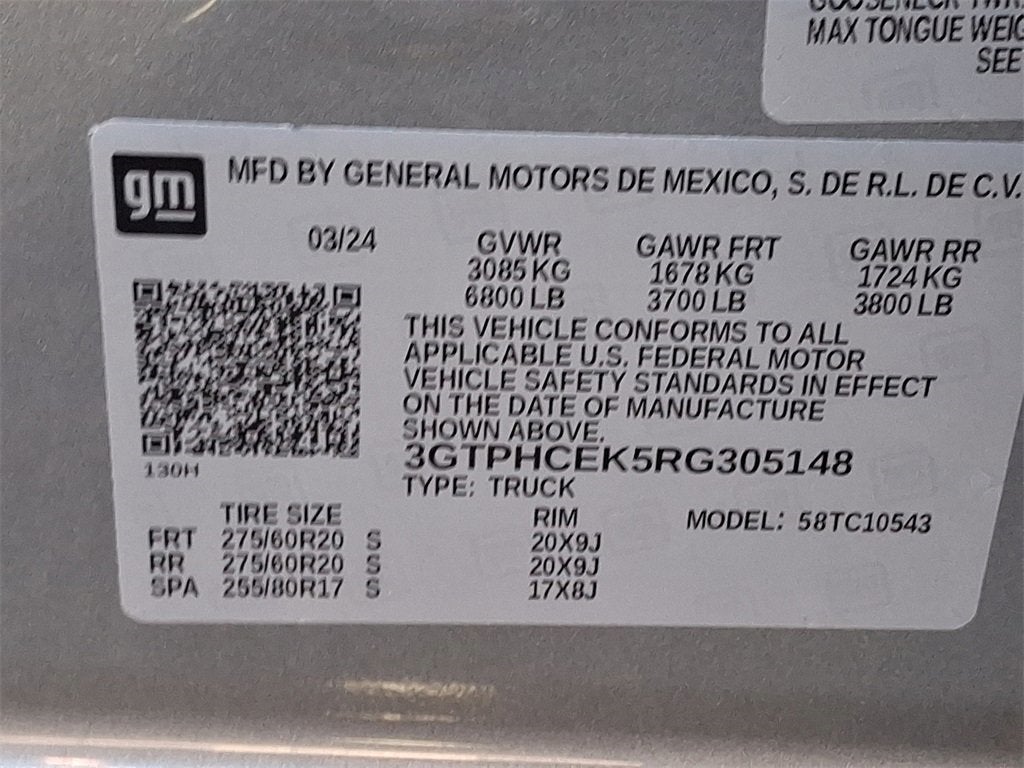 MAX TONGUE WEIG
SEE
gm
MFD BY GENERAL MOTORS DE MEXICO, S. DE R.L. DE C.V.
03/24 GVWR GAWR FRT GAWR RR
3085 KG 1678 KG 1724 KG
6800 LB 3700 LB 3800 LB
THIS VEHICLE CONFORMS TO ALL
APPLICABLE U.S. FEDERAL MOTOR
VEHICLE SAFETY STANDARDS IN EFFECT
ON THE DATE OF MANUFACTURE
SHOWN ABOVE.
130H
3GTPHCEK5RG305148
TYPE: TRUCK
TIRE SIZE RIM MODEL: 58TC10543
FRT 275/60R20 S 20X9J
RR 275/60R20 S 20X9J
SPA 255/80R17 S 17X8J